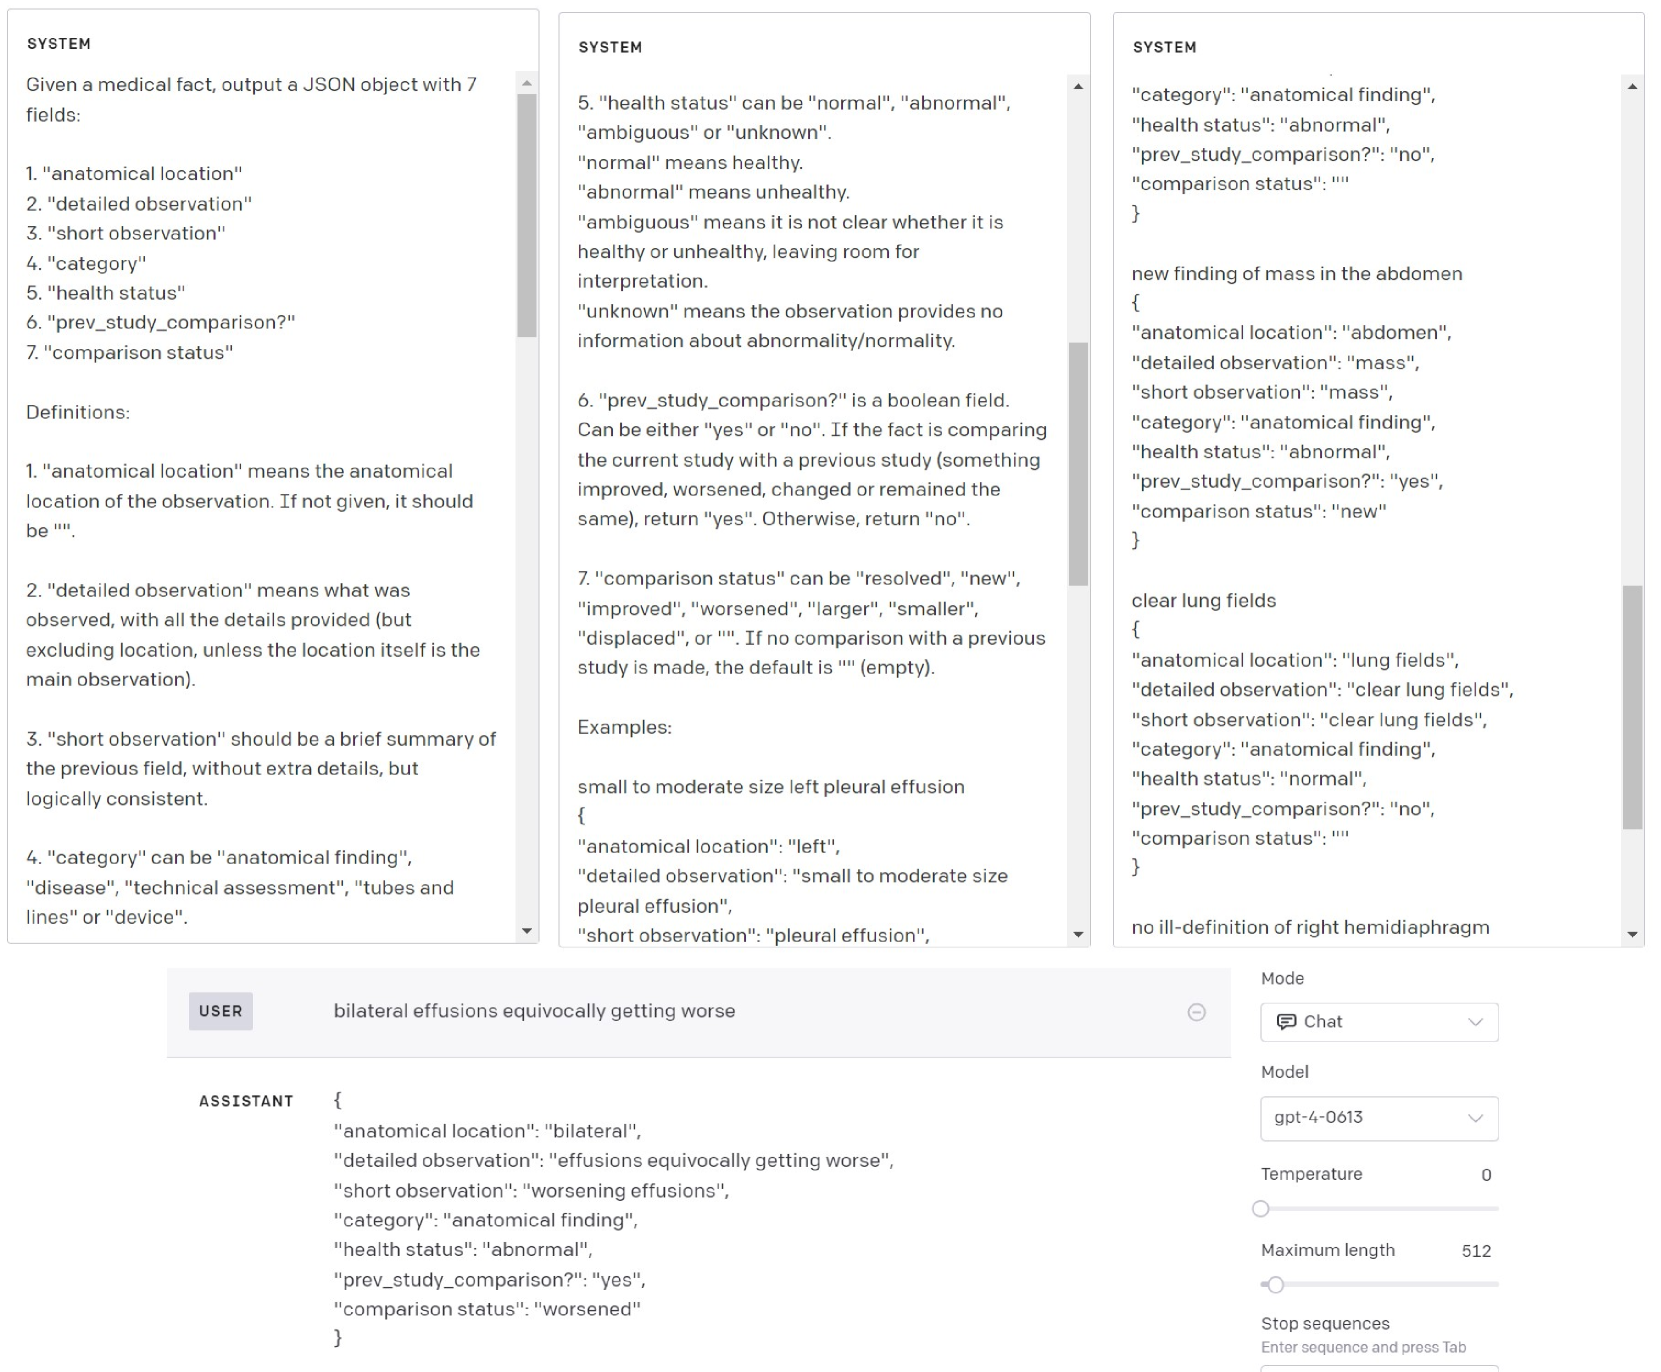 SYSTEM
Given a medical fact, output a JSON object with 7
fields:
1. "anatomical location"
2. "detailed observation"
3. "short observation"
4. "category"
5. "health status"
6. "prev_study_comparison?"
7. "comparison status"
Definitions:
1. "anatomical location" means the anatomical
location of the observation. If not given, it should
be "".
2. "detailed observation" means what was
observed, with all the details provided (but
excluding location, unless the location itself is the
main observation).
3. "short observation" should be a brief summary of
the previous field, without extra details, but
logically consistent.
4. "category" can be "anatomical finding",
"disease", "technical assessment", "tubes and
lines" or "device".
SYSTEM
5. "health status" can be "normal", "abnormal",
"ambiguous" or "unknown".
"normal" means healthy.
"abnormal" means unhealthy.
"ambiguous" means it is not clear whether it is
healthy or unhealthy, leaving room for
interpretation.
"unknown" means the observation provides no
information about abnormality/normality.
6. "prev_study_comparison?" is a boolean field.
Can be either "yes" or "no". If the fact is comparing
the current study with a previous study (something
improved, worsened, changed or remained the
same), return "yes". Otherwise, return "no".
7. "comparison status" can be "resolved", "new",
"improved", "worsened", "larger", "smaller",
"displaced", or "". If no comparison with a previous
study is made, the default is "" (empty).
Examples:
small to moderate size left pleural effusion
{
"anatomical location": "left",
"detailed observation": "small to moderate size
pleural effusion",
"short observation": "pleural effusion",
SYSTEM
"category": "anatomical finding",
"health status": "abnormal",
"prev_study_comparison?": "no",
"comparison status": ""
}
new finding of mass in the abdomen
{
"anatomical location": "abdomen",
"detailed observation": "mass",
"short observation": "mass",
"category": "anatomical finding",
"health status": "abnormal",
"prev_study_comparison?": "yes",
"comparison status": "new"
}
clear lung fields
{
"anatomical location": "lung fields",
"detailed observation": "clear lung fields",
"short observation": "clear lung fields",
"category": "anatomical finding",
"health status": "normal",
"prev_study_comparison?": "no",
"comparison status": ""
}
no ill-definition of right hemidiaphragm
USER bilateral effusions equivocally getting worse
ASSISTANT {
"anatomical location": "bilateral",
"detailed observation": "effusions equivocally getting worse",
"short observation": "worsening effusions",
"category": "anatomical finding",
"health status": "abnormal",
"prev_study_comparison?": "yes",
"comparison status": "worsened"
}
Mode
Chat
Model
gpt-4-0613
Temperature 0
Maximum length 512
Stop sequences
Enter sequence and press Tab